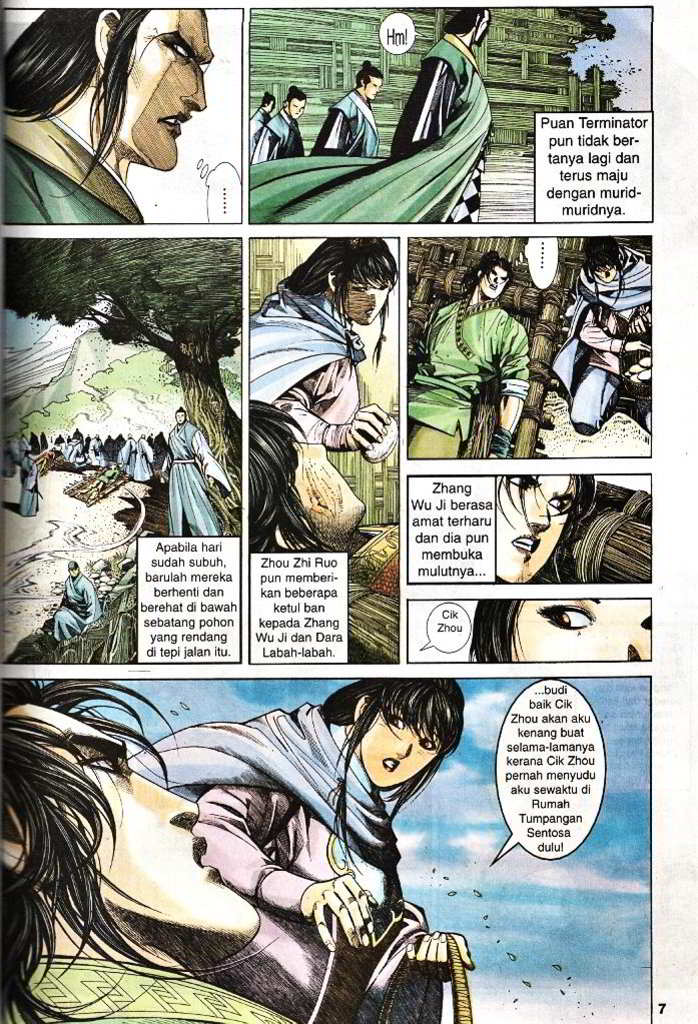 ......
Hm!
Puan Terminator
pun tidak ber-
tanya lagi dan
terus maju
dengan murid-
muridnya.
Apabila hari
sudah subuh,
barulah mereka
berhenti dan
berehat di bawah
sebatang pohon
yang rendang
di tepi jalan itu.
Zhou Zhi Ruo
pun memberi-
kan beberapa
ketul ban
kepada Zhang
Wu Ji dan Dara
Labah-labah.
......
Zhang
Wu Ji berasa
amat terharu
dan dia pun
membuka
mulutnya...
Cik
Zhou
...budi
baik Cik
Zhou akan aku
kenang buat
selama-lamanya
kerana Cik Zhou
pernah menyudu
aku sewaktu di
Rumah
Tumpangan
Sentosa
dulu!
7